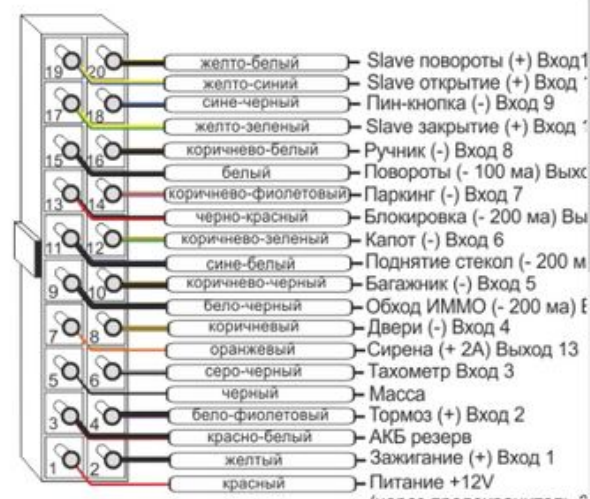 желто-белый Slave повороты (+) Вход1
желто-синий Slave открытие (+) Вход
сине-черный Пин-кнопка (-) Вход 9
желто-зеленый Slave закрытие (+) Вход
коричнево-белый Ручник (-) Вход 8
белый Повороты (- 100 ма) Выхо
коричнево-фиолетовый Паркинг (-) Вход 7
черно-красный Блокировка (- 200 ма) Вы
коричнево-зеленый Капот (-) Вход 6
сине-белый Поднятие стекол (- 200 м
коричнево-черный Багажник (-) Вход 5
бело-черный Обход ИММО (- 200 ма)
коричневый Двери (-) Вход 4
оранжевый Сирена (+ 2А) Выход 13
серо-черный Тахометр Вход 3
черный Масса
бело-фиолетовый Тормоз (+) Вход 2
красно-белый АКБ резерв
желтый Зажигание (+) Вход 1
красный Питание +12V
19 20
17 18
15 16
13 14
11 12
9 10
7 8
5 6
3 4
1 2